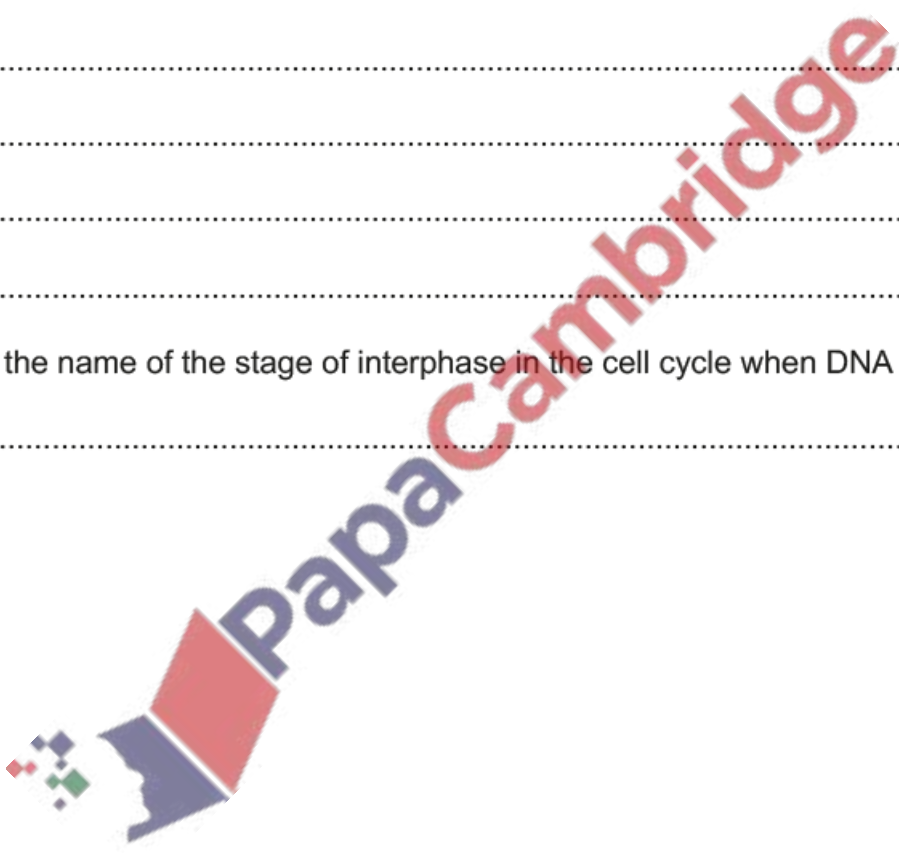 the name of the stage of interphase in the cell cycle when DNA
PapaCambridge